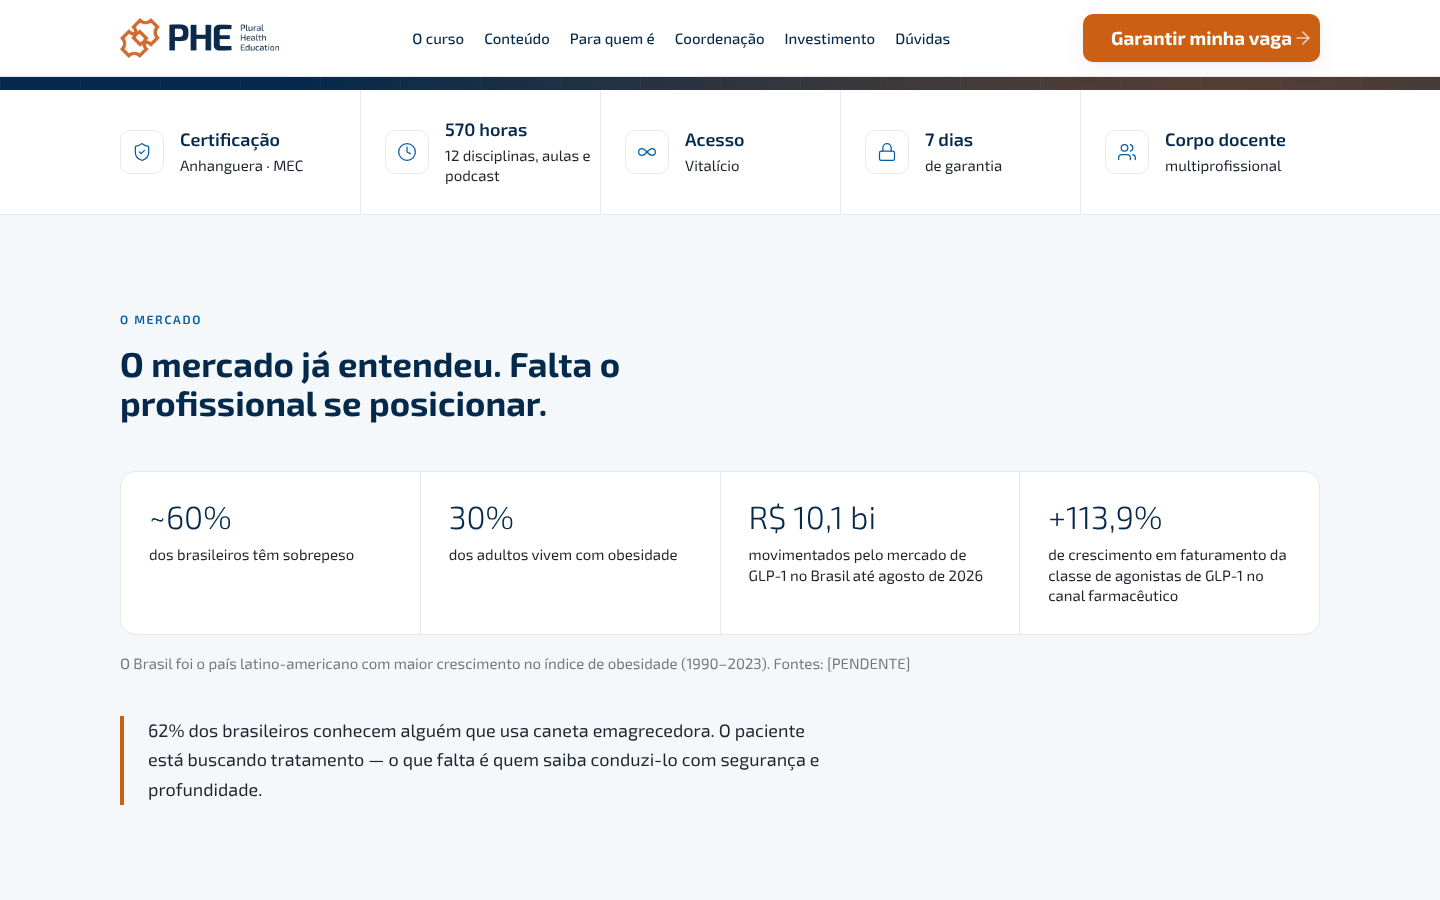 PHE Plural
Health
Education
O curso Conteúdo Para quem é Coordenação Investimento Dúvidas
Garantir minha vaga
Certificação
Anhanguera · MEC
570 horas
12 disciplinas, aulas e
podcast
Acesso
Vitalício
7 dias
de garantia
Corpo docente
multiprofissional
O MERCADO
O mercado já entendeu. Falta o
profissional se posicionar.
~60%
dos brasileiros têm sobrepeso
30%
dos adultos vivem com obesidade
R$ 10,1 bi
movimentados pelo mercado de
GLP-1 no Brasil até agosto de 2026
+113,9%
de crescimento em faturamento da
classe de agonistas de GLP-1 no
canal farmacêutico
O Brasil foi o país latino-americano com maior crescimento no índice de obesidade (1990–2023). Fontes: [PENDENTE]
62% dos brasileiros conhecem alguém que usa caneta emagrecedora. O paciente
está buscando tratamento — o que falta é quem saiba conduzi-lo com segurança e
profundidade.